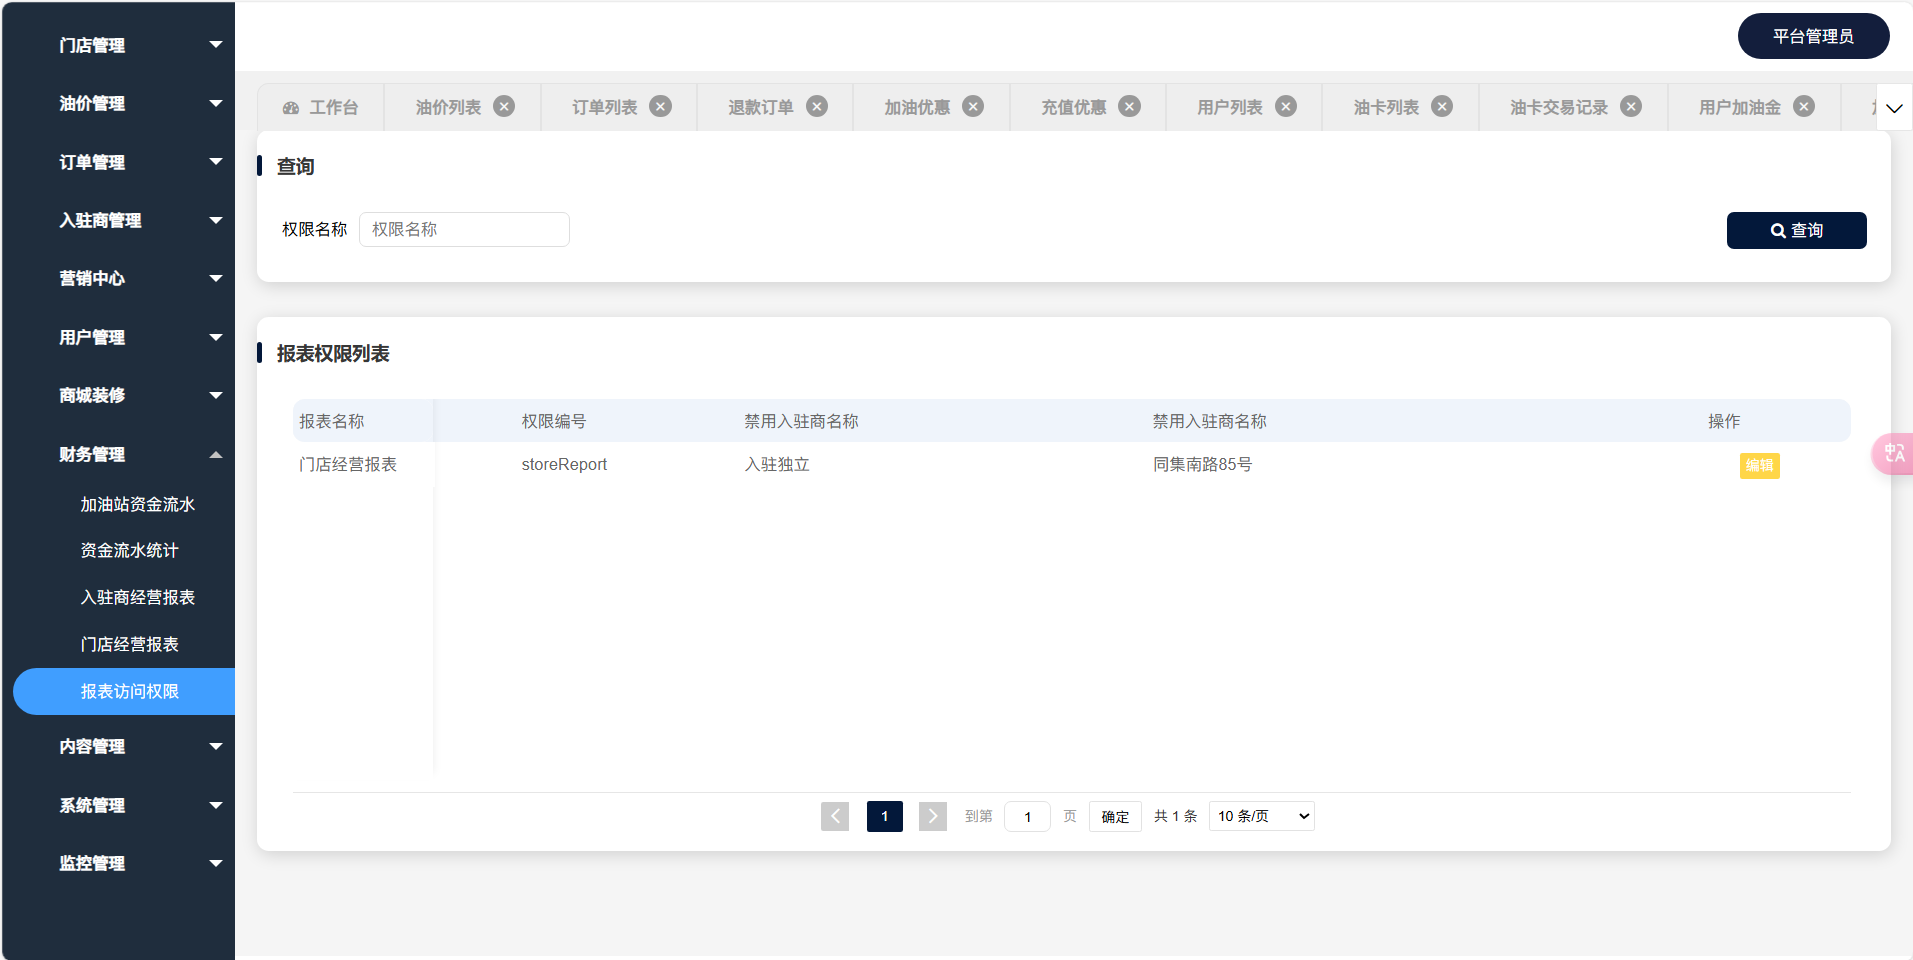 平台管理员
门店管理
油价管理
订单管理
入驻商管理
营销中心
用户管理
商城装修
财务管理
加油站资金流水
资金流水统计
入驻商经营报表
门店经营报表
报表访问权限
内容管理
系统管理
监控管理
工作台 油价列表 订单列表 退款订单 加油优惠 充值优惠 用户列表 油卡列表 油卡交易记录 用户加油金
查询
权限名称 权限名称 查询
报表权限列表
报表名称 权限编号 禁用入驻商名称 禁用入驻商名称 操作
门店经营报表 storeReport 入驻独立 同集南路85号 编辑
1 到第 1 页 确定 共 1 条 10 条/页
中A